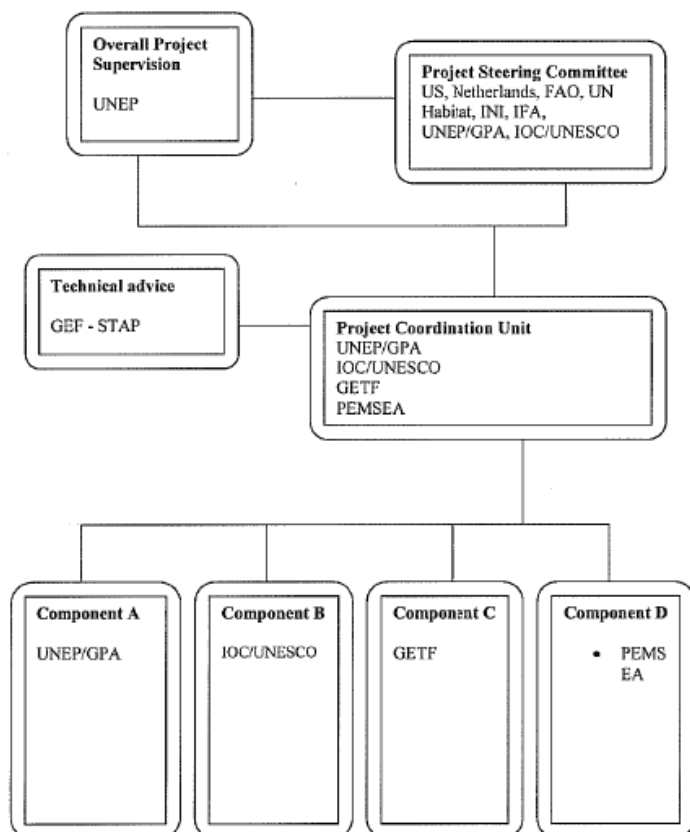 Overall Project
Supervision
UNEP
Project Steering Committee
US, Netherlands, FAO, UN
Habitat, INI, IFA,
UNEP/GPA, IOC/UNESCO
Technical advice
GEF - STAP
Project Coordination Unit
UNEP/GPA
IOC/UNESCO
GETF
PEMSEA
Component A
UNEP/GPA
Component B
IOC/UNESCO
Component C
GETF
Component D
• PEMS
EA